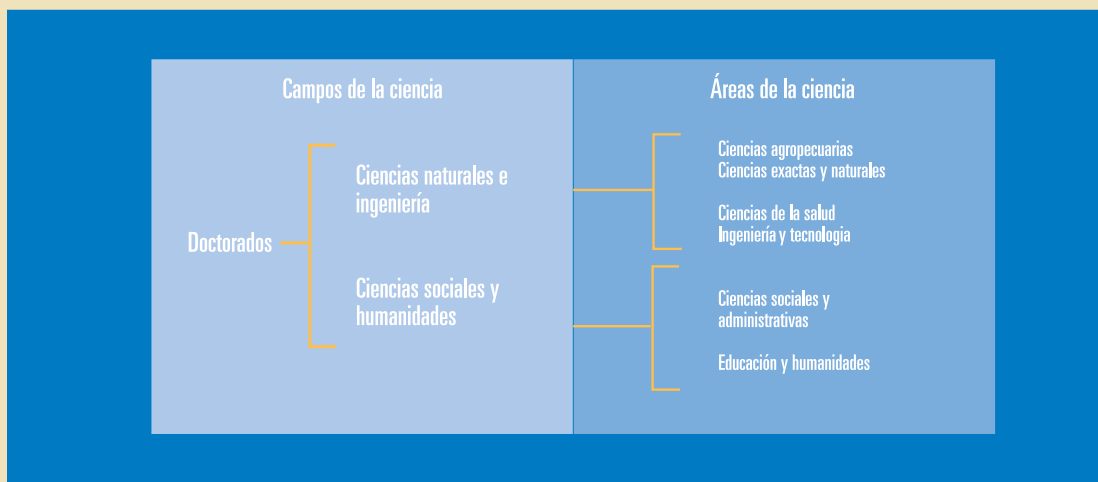 Campos de la ciencia
Doctorados
Ciencias naturales e
ingeniería
Ciencias sociales y
humanidades
Áreas de la ciencia
Ciencias agropecuarias
Ciencias exactas y naturales
Ciencias de la salud
Ingeniería y tecnologia
Ciencias sociales y
administrativas
Educación y humanidades